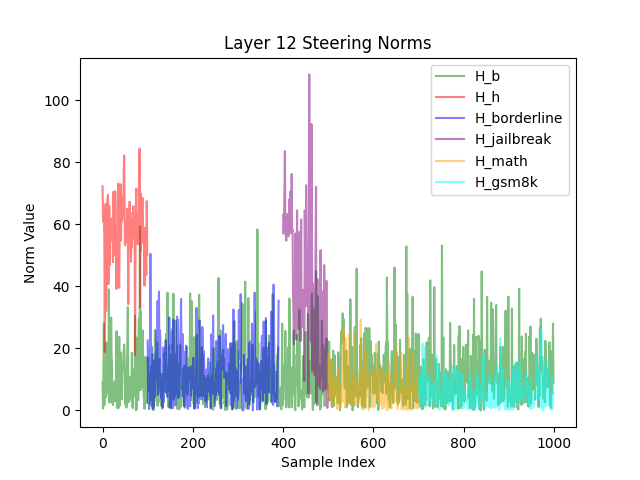 Layer 12 Steering Norms
H_b
H_h
H_borderline
H_jailbreak
H_math
H_gsm8k
Norm Value
100
80
60
40
20
0
0
200
400
600
800
1000
Sample Index